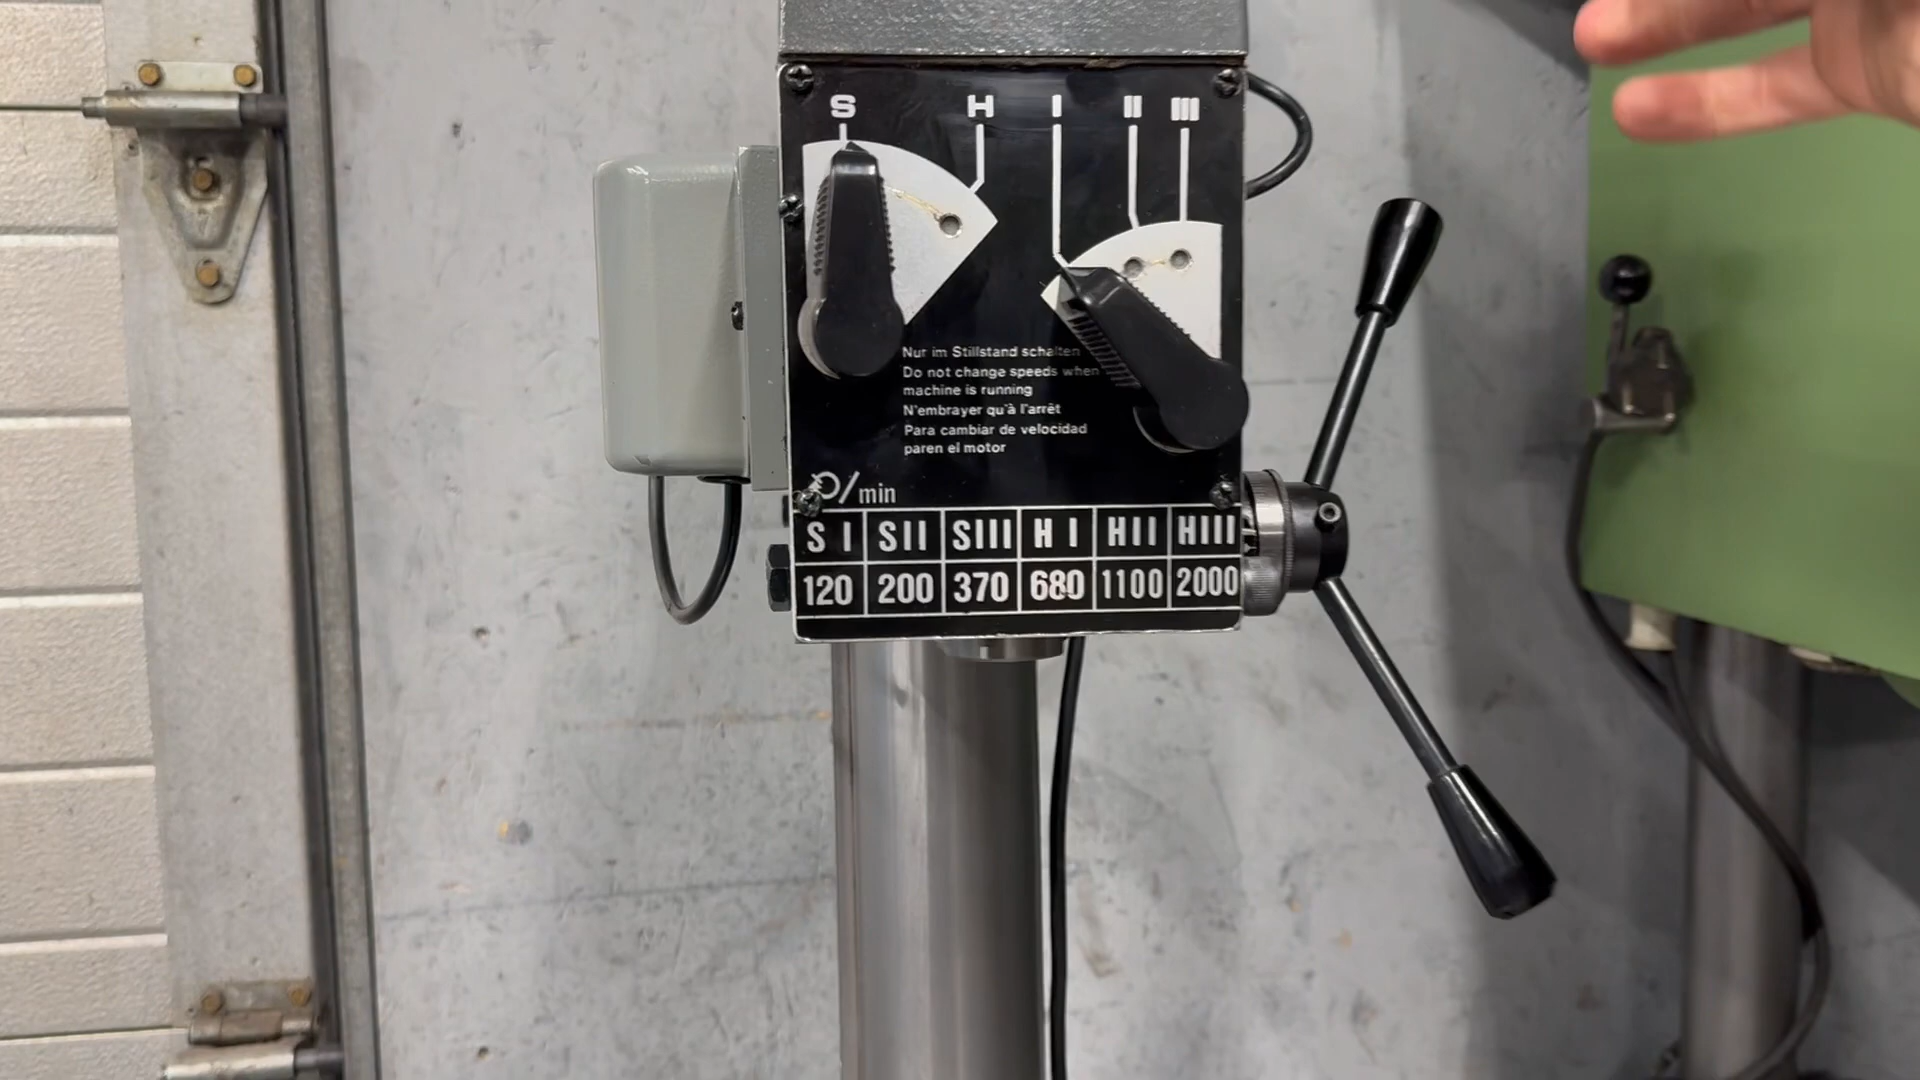 S H I II III
Nur im Stillstand schalten
Do not change speeds when
machine is running
N'embrayer qu'à l'arrêt
Para cambiar de velocidad
paren el motor
/min
S I SII SIII H I HII HIII
120 200 370 680 1100 2000